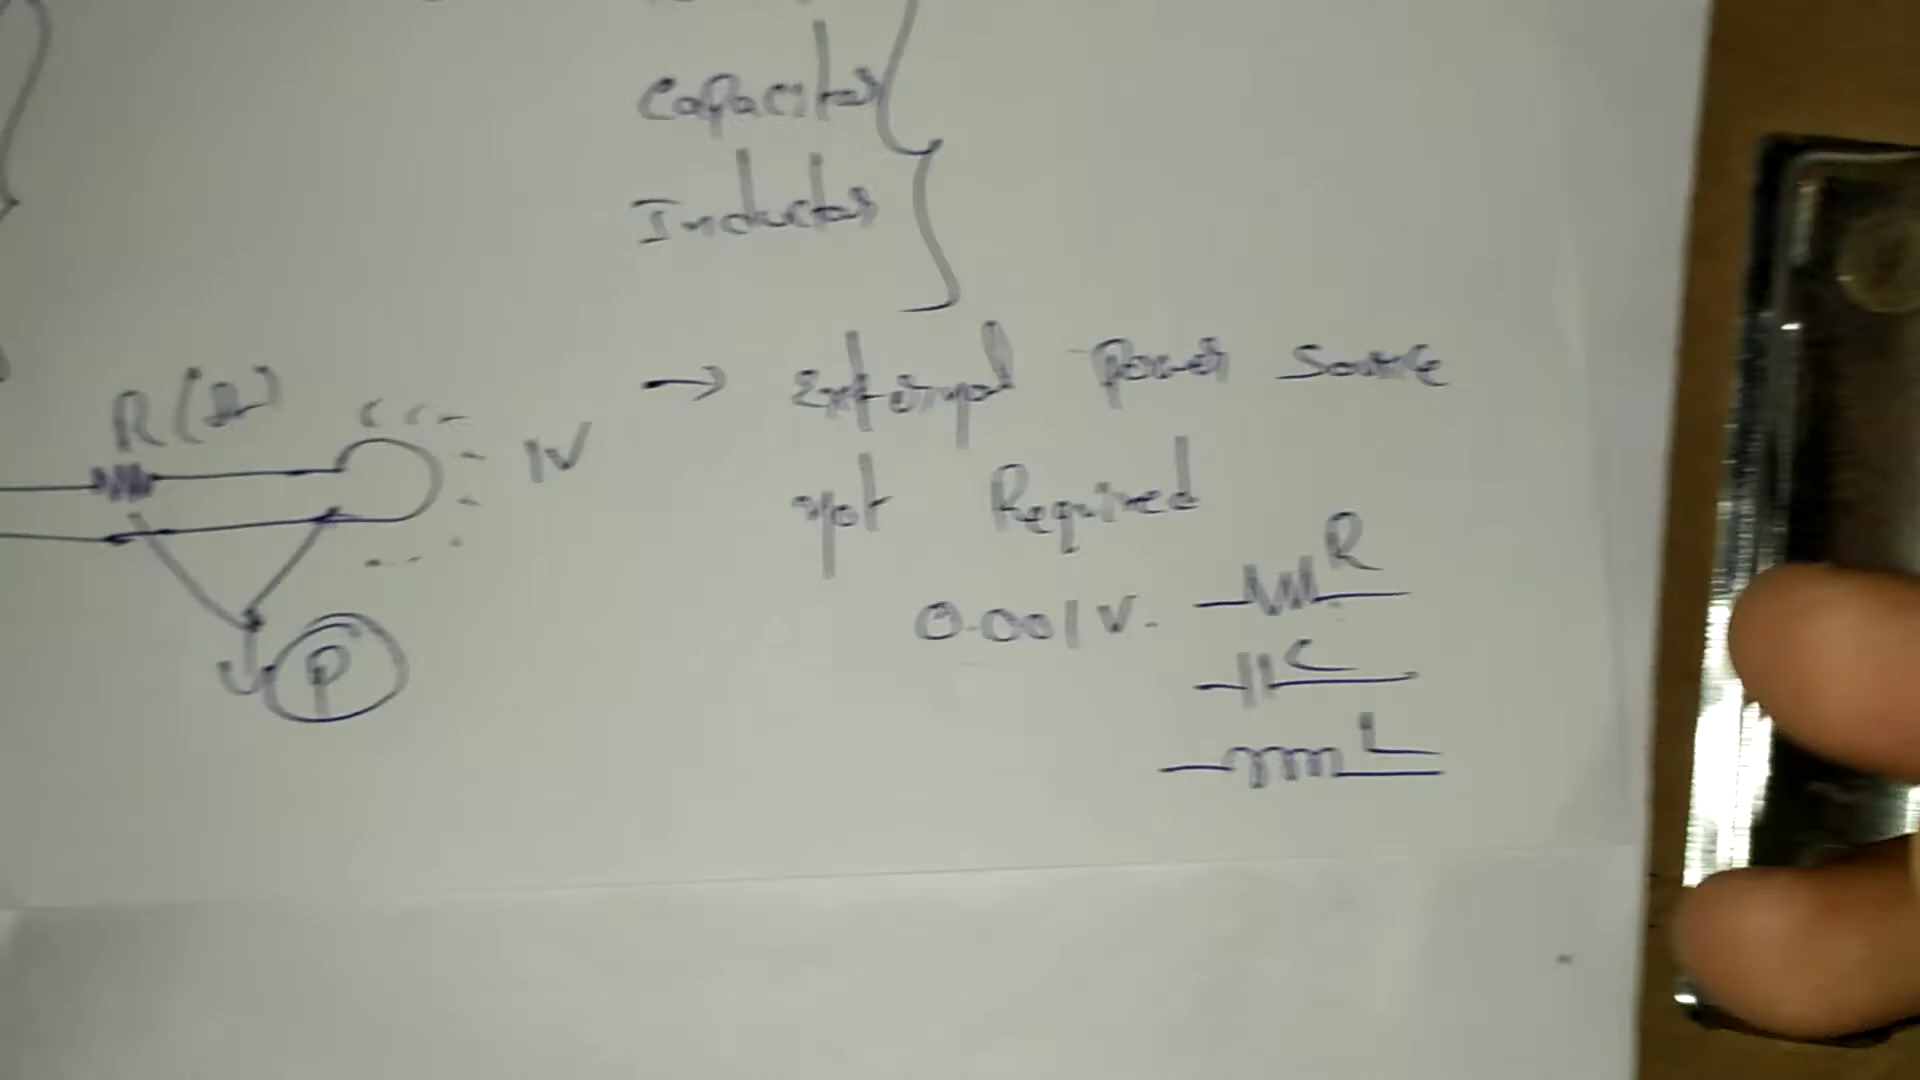 Capacitor
Inductor
R(Ω)
1V
→ External Power Source
not Required
R
0.001V.
C
L
P